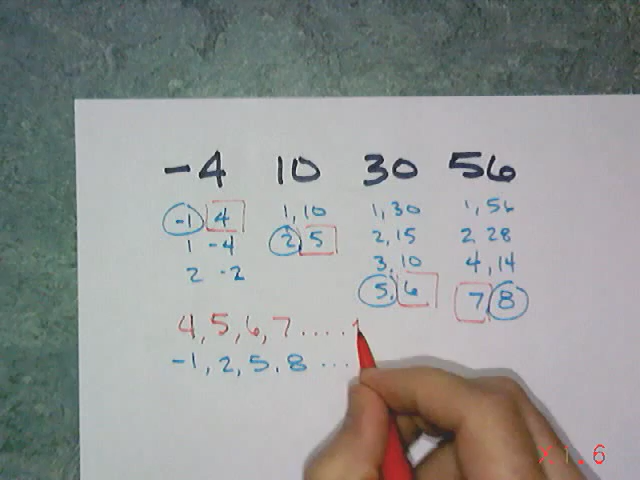 -4 10 30 56
-1 4 1,10 1,30 1,56
1 -4 2 5 2,15 2 28
2 -2 3,10 4,14
5, 6 7 8
4,5,6,7.....
-1,2,5,8 ...